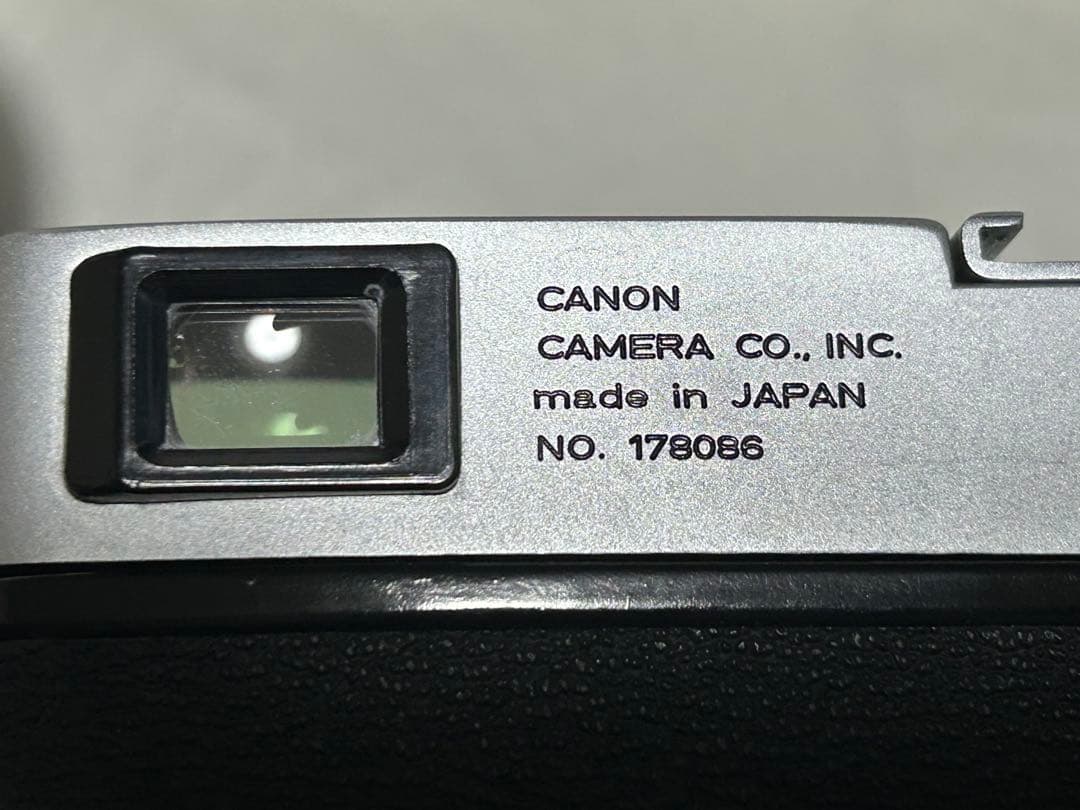 CANON
CAMERA CO., INC.
made in JAPAN
NO. 178086